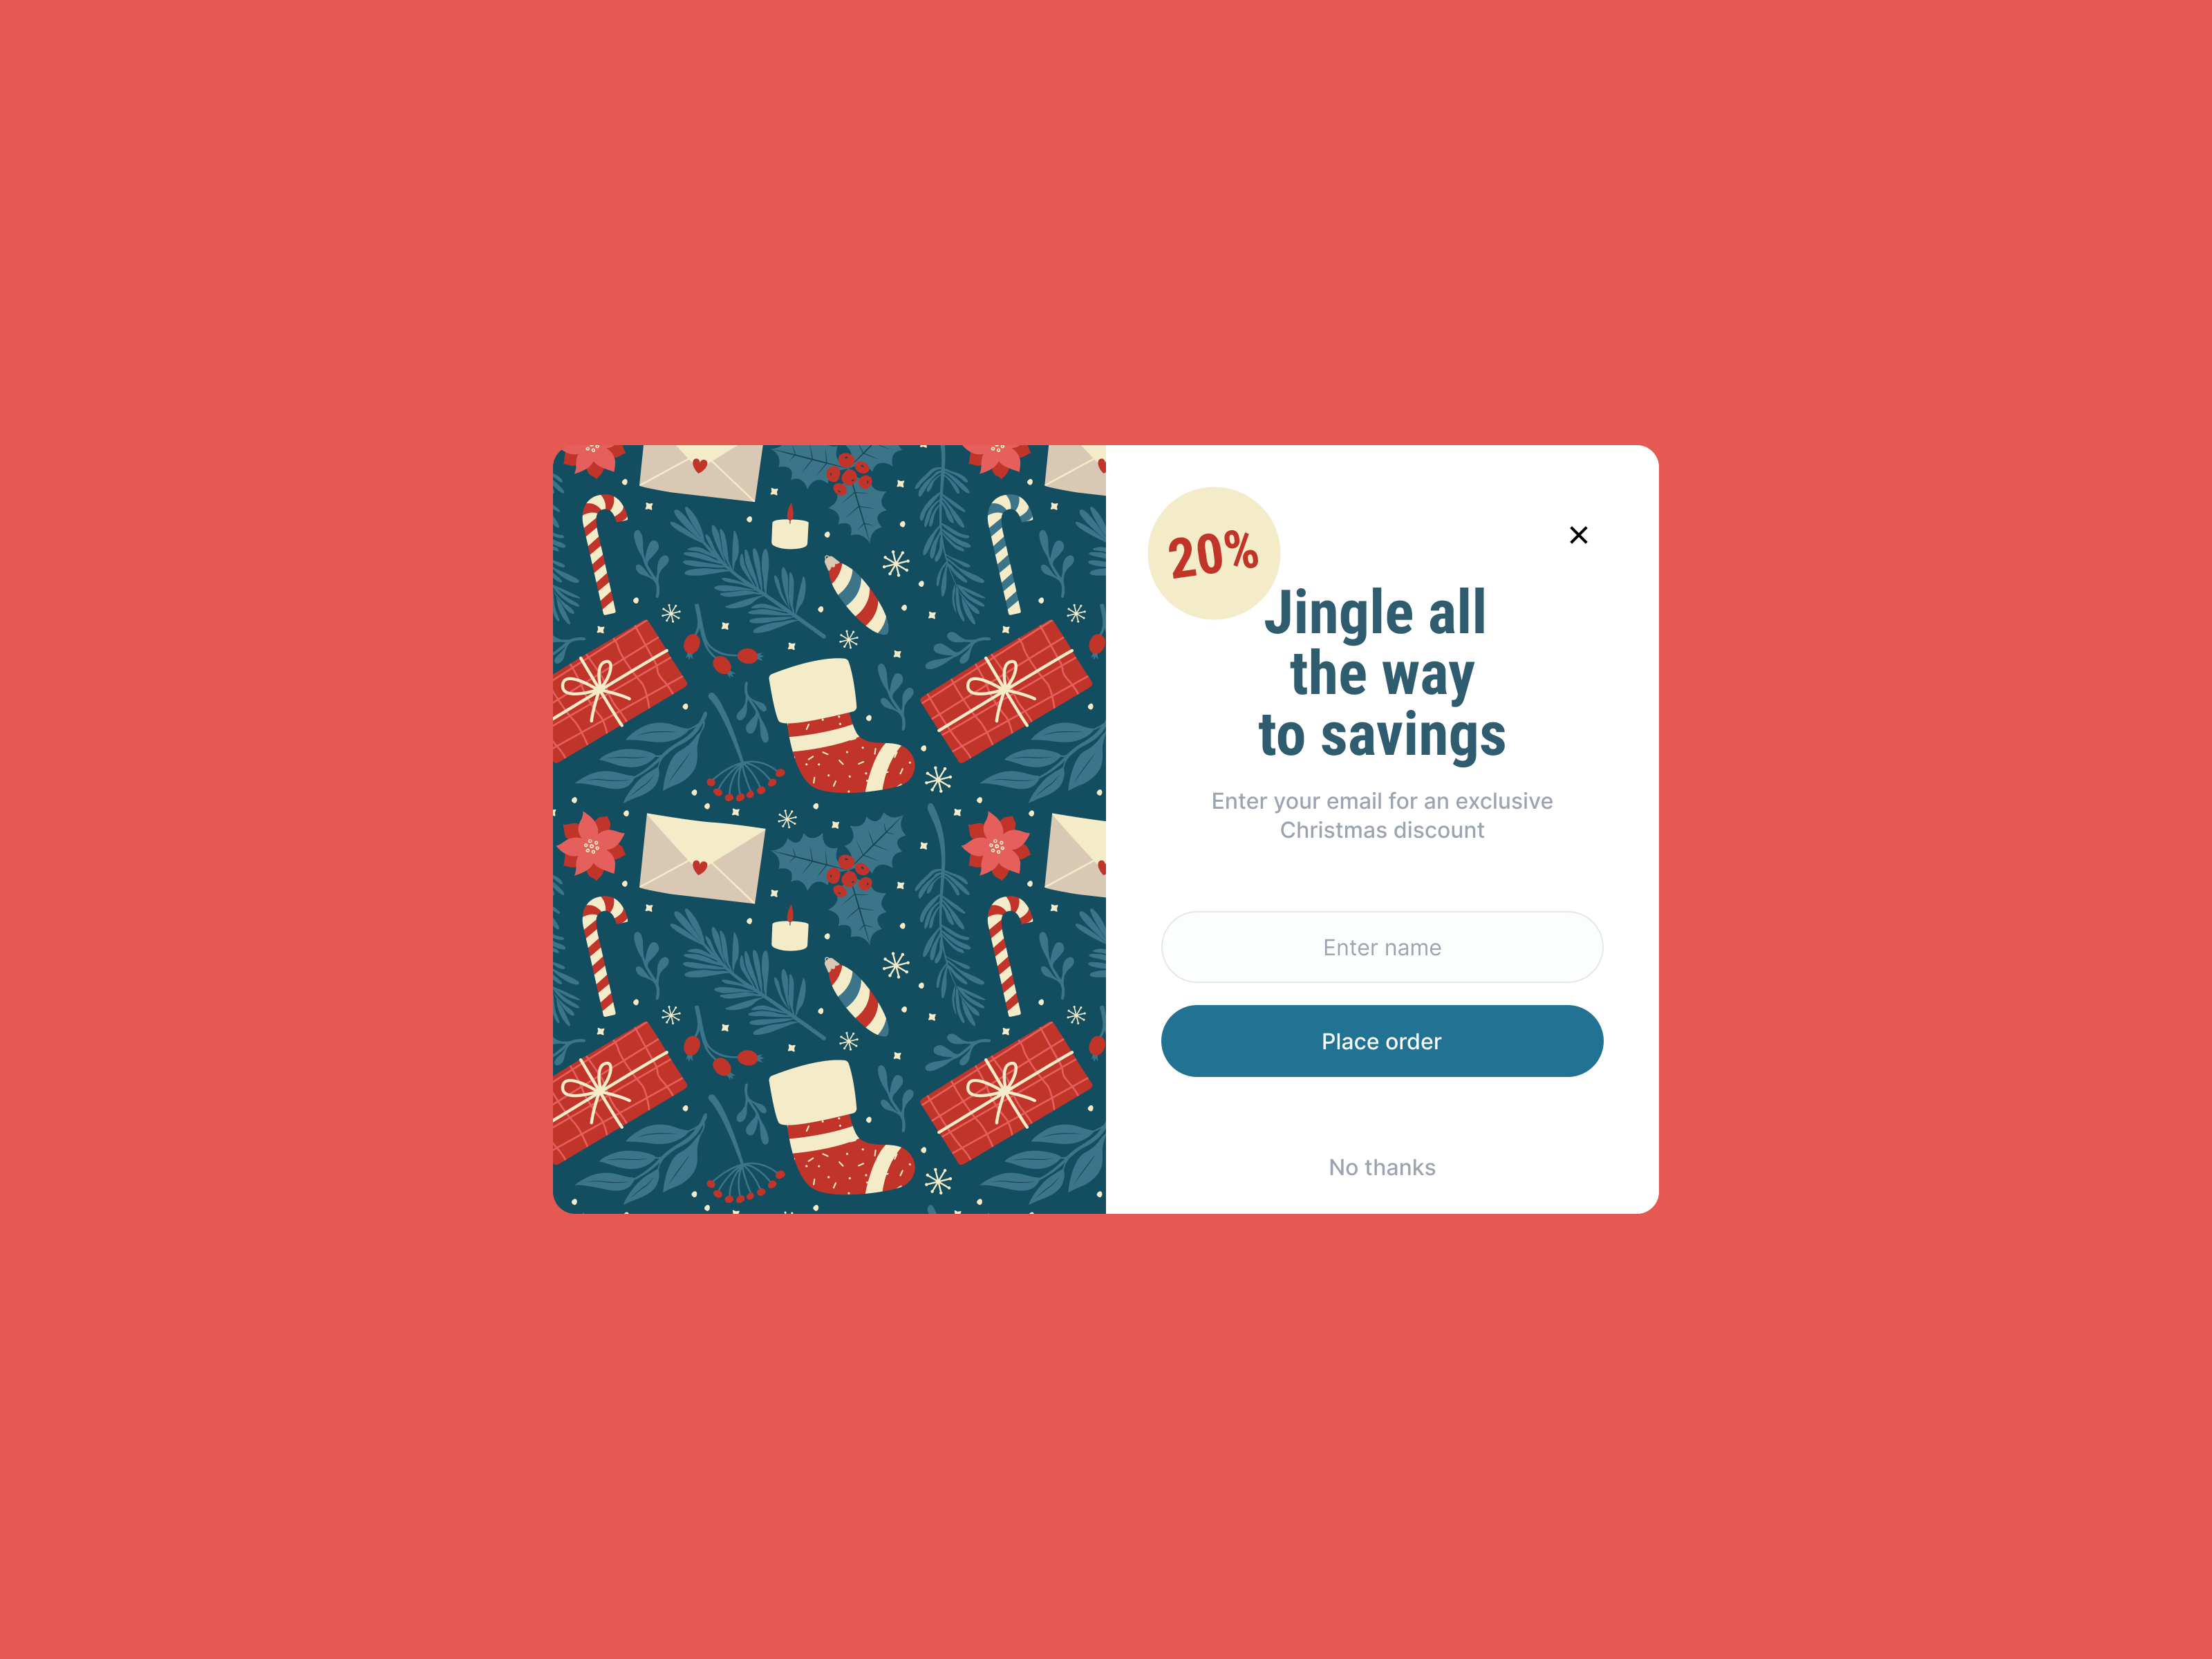 20%
Jingle all
the way
to savings
Enter your email for an exclusive
Christmas discount
Enter name
Place order
No thanks